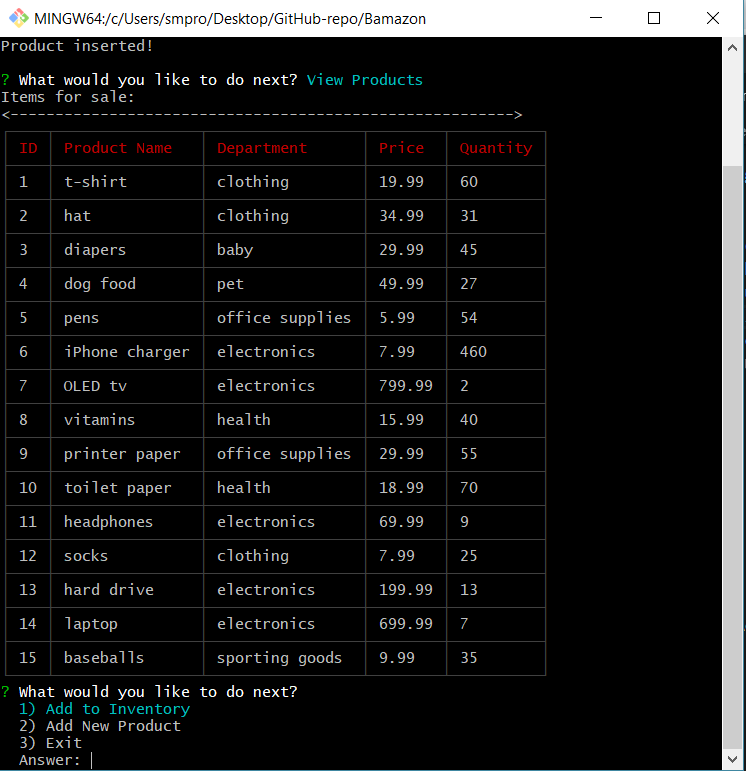 MINGW64:/c/Users/smpro/Desktop/GitHub-repo/Bamazon
Product inserted!
? What would you like to do next? View Products
Items for sale:
<-------------------------------------------------------->
ID Product Name Department Price Quantity
1 t-shirt clothing 19.99 60
2 hat clothing 34.99 31
3 diapers baby 29.99 45
4 dog food pet 49.99 27
5 pens office supplies 5.99 54
6 iPhone charger electronics 7.99 460
7 OLED tv electronics 799.99 2
8 vitamins health 15.99 40
9 printer paper office supplies 29.99 55
10 toilet paper health 18.99 70
11 headphones electronics 69.99 9
12 socks clothing 7.99 25
13 hard drive electronics 199.99 13
14 laptop electronics 699.99 7
15 baseballs sporting goods 9.99 35
? What would you like to do next?
1) Add to Inventory
2) Add New Product
3) Exit
Answer: